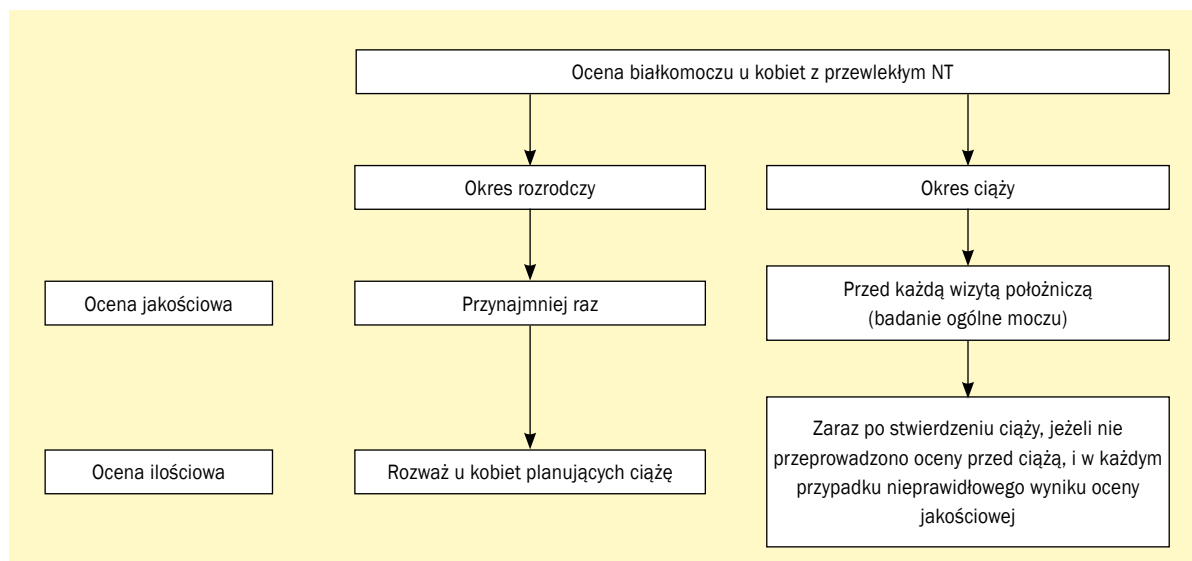 Ocena białkomoczu u kobiet z przewlekłym NT
Okres rozrodczy
Okres ciąży
Ocena jakościowa
Przynajmniej raz
Przed każdą wizytą położniczą
(badanie ogólne moczu)
Ocena ilościowa
Rozważ u kobiet planujących ciążę
Zaraz po stwierdzeniu ciąży, jeżeli nie
przeprowadzono oceny przed ciążą, i w każdym
przypadku nieprawidłowego wyniku oceny
jakościowej